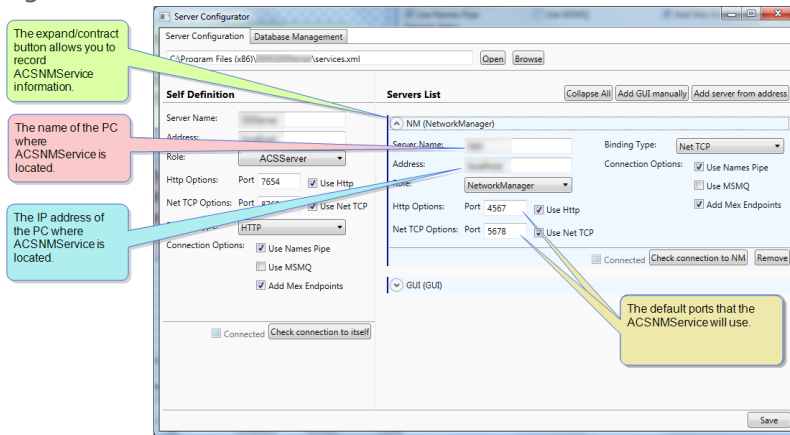 Server Configurator
Server Configuration Database Management
C:\Program Files (x86)\ \services.xml Open Browse
The expand/contract
button allows you to
record
ACSNMService
information.
The name of the PC
where
ACSNMService is
located.
The IP address of
the PC where
ACSNMService is
located.
Self Definition
Server Name:
Address:
Role: ACSServer
Http Options: Port 7654 Use Http
Net TCP Options: Port Use Net TCP
HTTP
Connection Options: Use Names Pipe
Use MSMQ
Add Mex Endpoints
Connected Check connection to itself
Servers List Collapse All Add GUI manually Add server from address
NM (NetworkManager)
Server Name: Binding Type: Net TCP
Address: Connection Options: Use Names Pipe
Role: NetworkManager Use MSMQ
Http Options: Port 4567 Use Http Add Mex Endpoints
Net TCP Options: Port 5678 Use Net TCP
Connected Check connection to NM Remove
GUI (GUI)
The default ports that the
ACSNMService will use.
Save